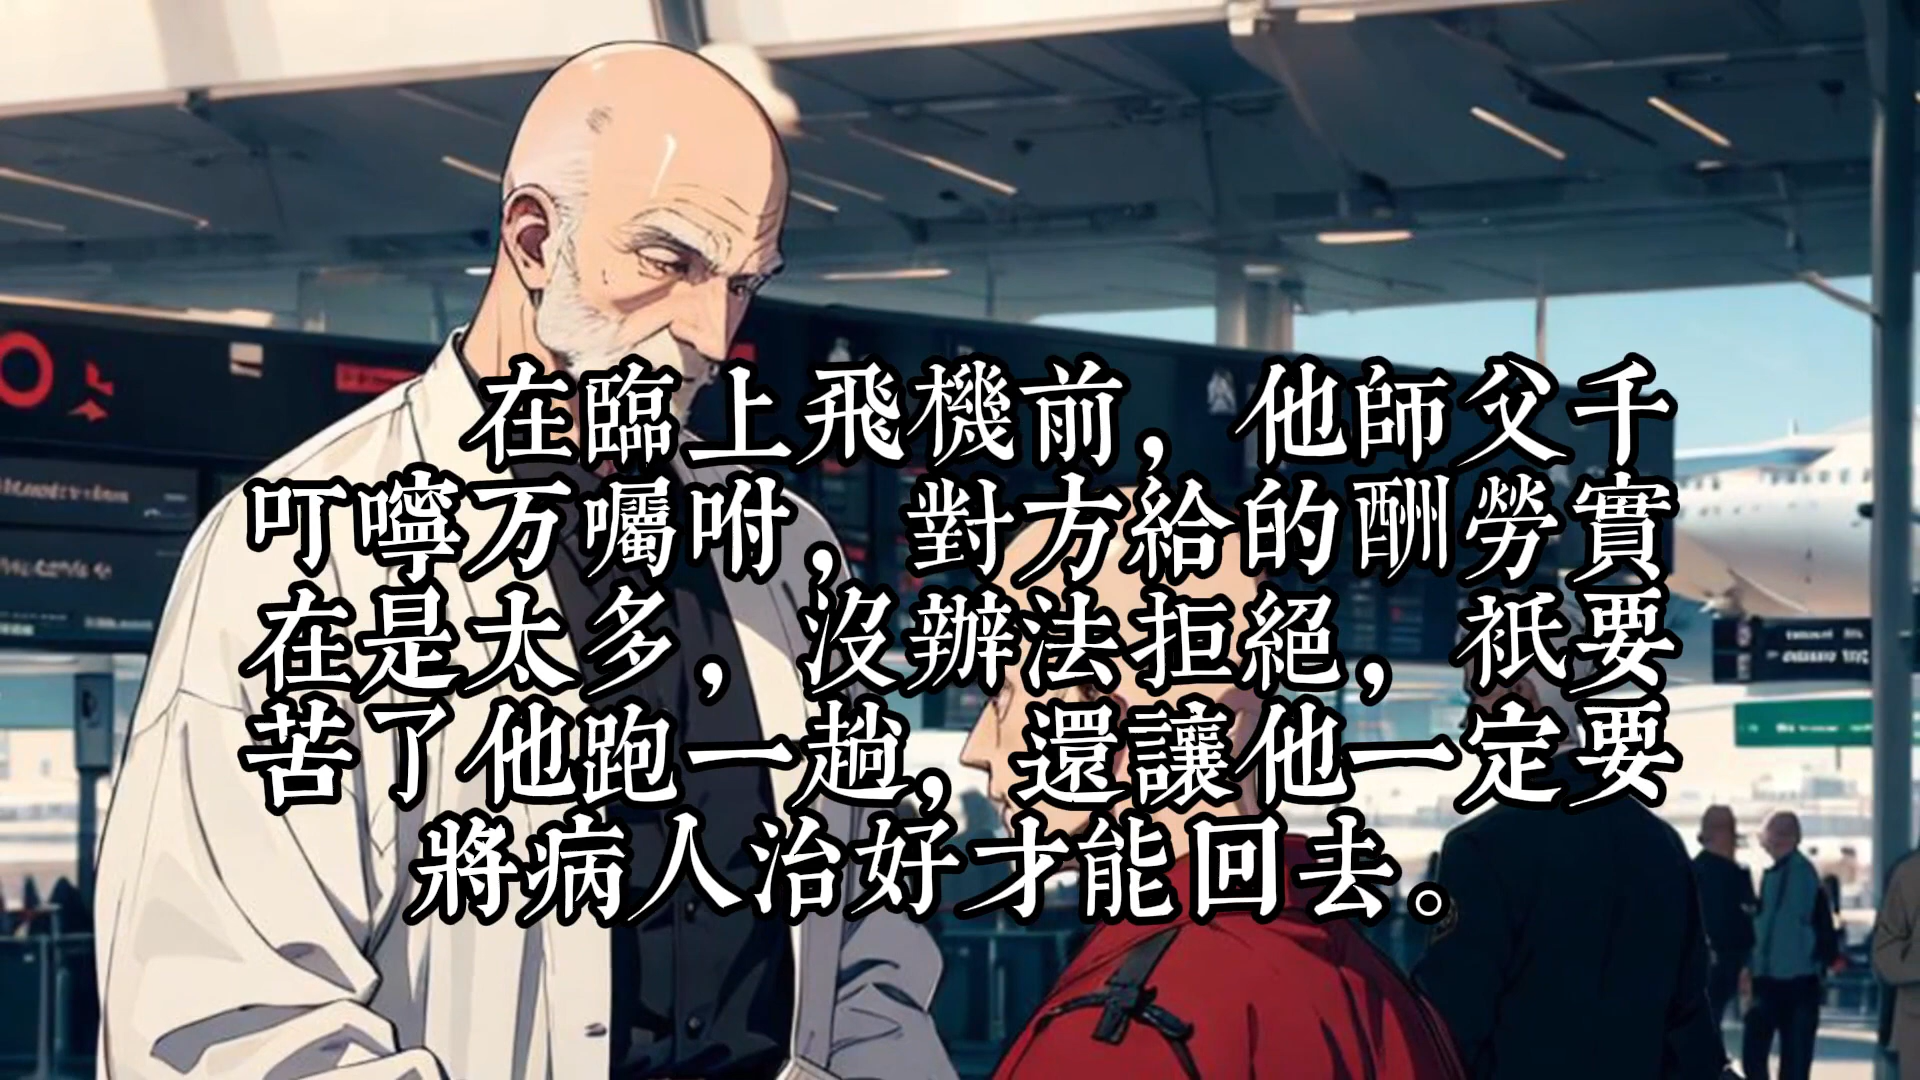 在臨上飛機前，他師父千
叮嚀万囑咐，對方給的酬勞實
在是太多，沒辦法拒絕，祇要
苦了他跑一趟，還讓他一定要
將病人治好才能回去。